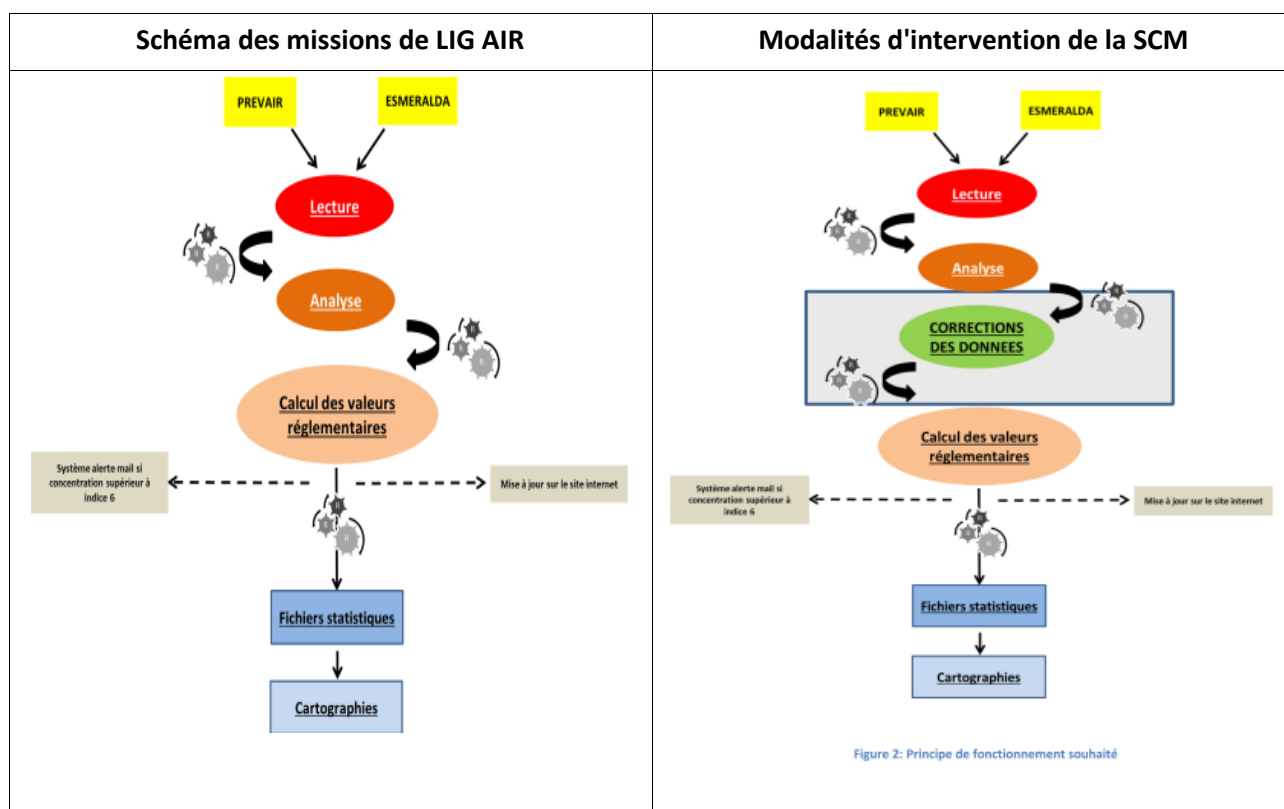 Schéma des missions de LIG AIR
PREVAIR
ESMERALDA
Lecture
Analyse
Calcul des valeurs
réglementaires
Système alerte mail si
concentration supérieur à
indice 6
Mise à jour sur le site internet
Fichiers statistiques
Cartographies
Modalités d'intervention de la SCM
PREVAIR
ESMERALDA
Lecture
Analyse
CORRECTIONS
DES DONNEES
Calcul des valeurs
réglementaires
Système alerte mail si
concentration supérieur à
indice 6
Mise à jour sur le site internet
Fichiers statistiques
Cartographies
Figure 2: Principe de fonctionnement souhaité